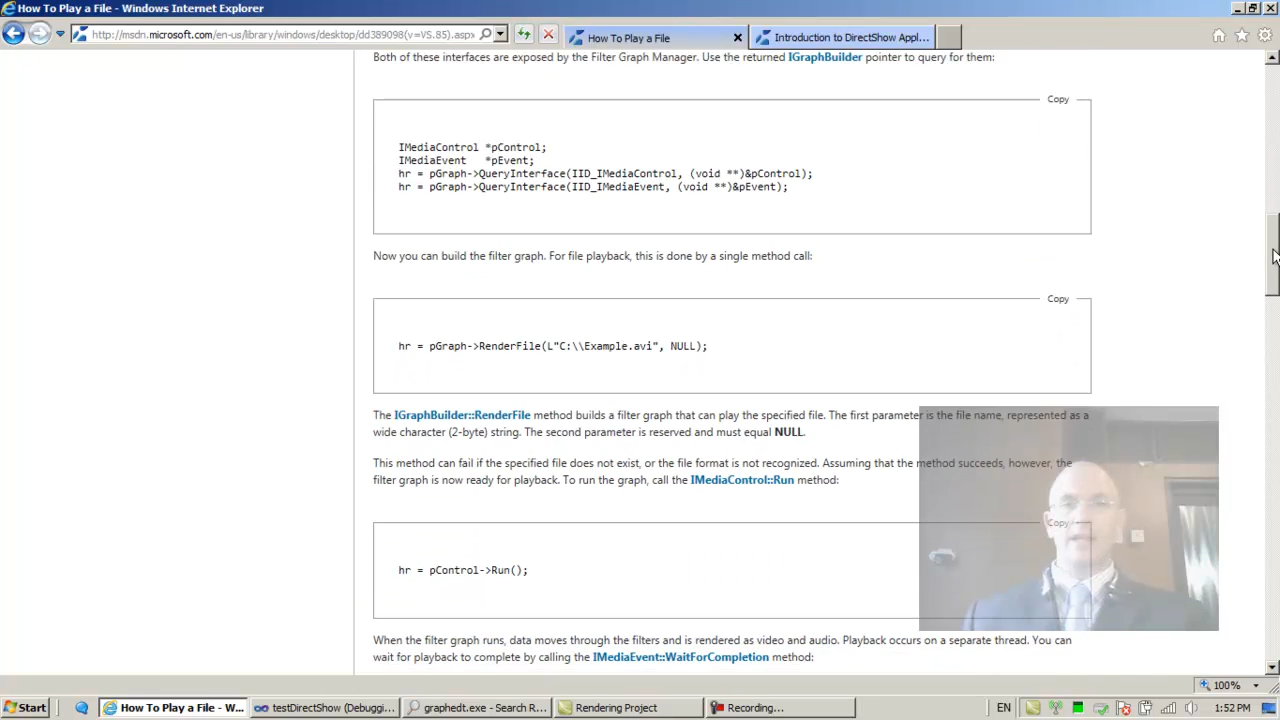 How To Play a File - Windows Internet Explorer
http://msdn.microsoft.com/en-us/library/windows/desktop/dd389098(v=VS.85).aspx
How To Play a File
Introduction to DirectShow Appl...
Both of these interfaces are exposed by the Filter Graph Manager. Use the returned IGraphBuilder pointer to query for them:
Copy
IMediaControl *pControl;
IMediaEvent *pEvent;
hr = pGraph->QueryInterface(IID_IMediaControl, (void **)&pControl);
hr = pGraph->QueryInterface(IID_IMediaEvent, (void **)&pEvent);
Now you can build the filter graph. For file playback, this is done by a single method call:
Copy
hr = pGraph->RenderFile(L"C:\\Example.avi", NULL);
The IGraphBuilder::RenderFile method builds a filter graph that can play the specified file. The first parameter is the file name, represented as a
wide character (2-byte) string. The second parameter is reserved and must equal NULL.
This method can fail if the specified file does not exist, or the file format is not recognized. Assuming that the method succeeds, however, the
filter graph is now ready for playback. To run the graph, call the IMediaControl::Run method:
Copy
hr = pControl->Run();
When the filter graph runs, data moves through the filters and is rendered as video and audio. Playback occurs on a separate thread. You can
wait for playback to complete by calling the IMediaEvent::WaitForCompletion method:
100%
Start
How To Play a File - W...
testDirectShow (Debuggi...
graphedt.exe - Search R...
Rendering Project
Recording...
EN
1:52 PM